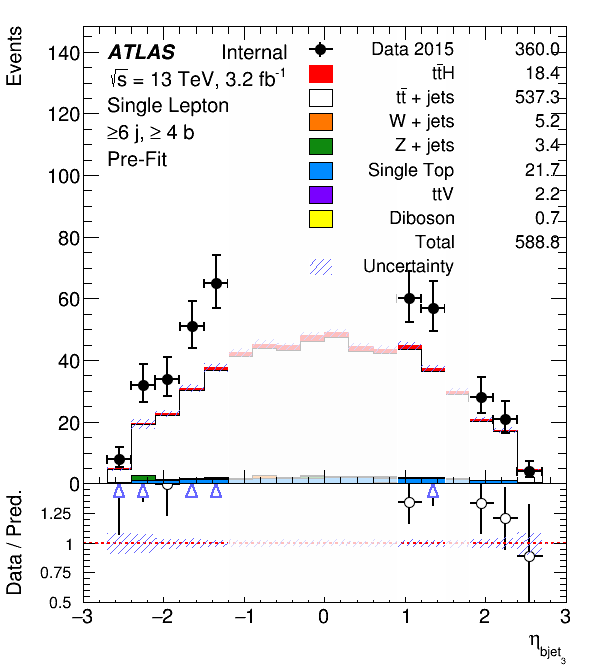 Events
140
120
100
80
60
40
20
0
ATLAS Internal
√s = 13 TeV, 3.2 fb-1
Single Lepton
≥6 j, ≥ 4 b
Pre-Fit
Data 2015 360.0
tt̄H 18.4
tt̄ + jets 537.3
W + jets 5.2
Z + jets 3.4
Single Top 21.7
ttV 2.2
Diboson 0.7
Total 588.8
Uncertainty
Data / Pred.
1.25
1
0.75
0.5
−3 −2 −1 0 1 2 3
ηbjet3